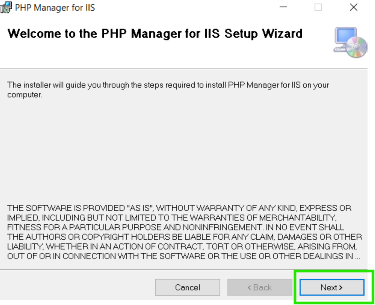 PHP Manager for IIS
Welcome to the PHP Manager for IIS Setup Wizard
The installer will guide you through the steps required to install PHP Manager for IIS on your
computer.
THE SOFTWARE IS PROVIDED "AS IS", WITHOUT WARRANTY OF ANY KIND, EXPRESS OR
IMPLIED, INCLUDING BUT NOT LIMITED TO THE WARRANTIES OF MERCHANTABILITY,
FITNESS FOR A PARTICULAR PURPOSE AND NONINFRINGEMENT. IN NO EVENT SHALL
THE AUTHORS OR COPYRIGHT HOLDERS BE LIABLE FOR ANY CLAIM, DAMAGES OR OTHER
LIABILITY, WHETHER IN AN ACTION OF CONTRACT, TORT OR OTHERWISE, ARISING FROM,
OUT OF OR IN CONNECTION WITH THE SOFTWARE OR THE USE OR OTHER DEALINGS IN ...
Cancel < Back Next >